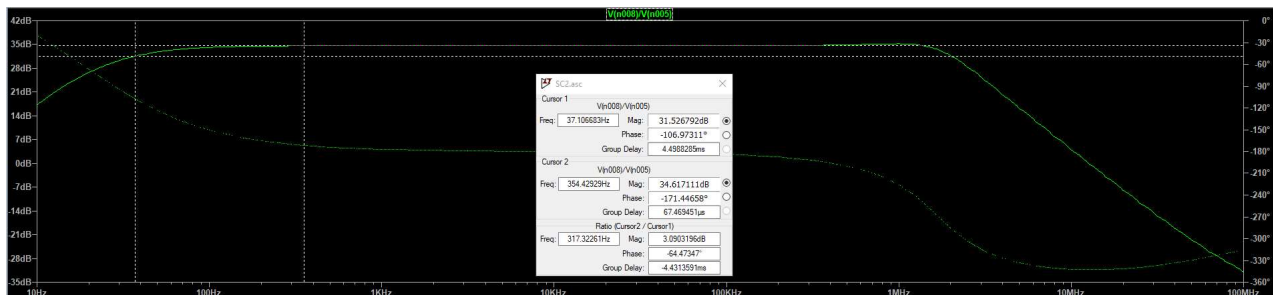 V(n008)/V(n005)
42dB
35dB
28dB
21dB
14dB
7dB
0dB
-7dB
-14dB
-21dB
-28dB
-35dB
0°
-30°
-60°
-90°
-120°
-150°
-180°
-210°
-240°
-270°
-300°
-330°
-360°
10Hz
100Hz
1KHz
10KHz
100KHz
1MHz
10MHz
100MHz
SC2.asc
Cursor 1
V(n008)/V(n005)
Freq: 37.106683Hz Mag: 31.526792dB
Phase: -106.97311°
Group Delay: 4.4988285ms
Cursor 2
V(n008)/V(n005)
Freq: 354.42929Hz Mag: 34.617111dB
Phase: -171.44658°
Group Delay: 67.469451µs
Ratio (Cursor2 / Cursor1)
Freq: 317.32261Hz Mag: 3.0903196dB
Phase: -64.47347°
Group Delay: -4.4313591ms